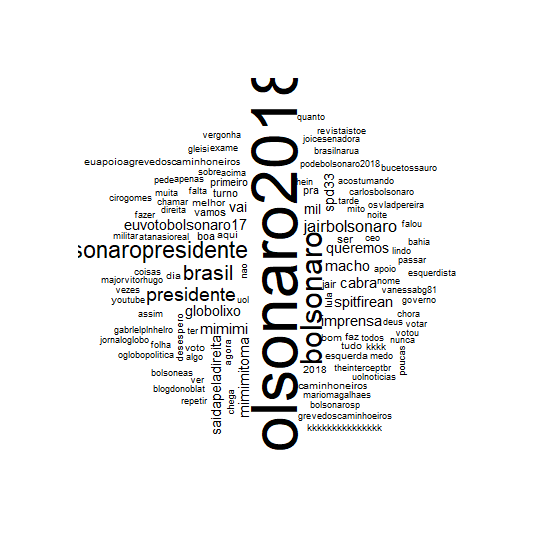 olsonaro2018
quanto
vergonha
revistaistoe
joicesenadora
gleisi exame
brasilnarua
euapoioagrevedoscaminhoneiros
podebolsonaro2018
bucetossauro
sobre acima
pede apenas
primeiro
hein
acostumando
muita falta turno
pra
spd33
carlosbolsonaro
cirogomes
chamar melhor
tarde
osvladpereira
direita vamos vai
mil
mito
noite
fazer
euvotobolsonaro17
jairbolsonaro
falou
militar atanasioreal boa aqui
ser
ceo
bahia
sonaropresidente
queremos
lindo
passar
coisas
dia
brasil
nao
bolsonaro
macho
apoio
esquerdista
majorvitorhugo
jair
cabra
nome
vezes
presidente
lula
vanessabg81
youtube
uol
spitfirean
governo
assim
globolixo
chora
gabrielpinheiro
ter
mimimi
imprensa
deus
votar
jornaloglobo
desespero
bom
faz
todos
votou
nunca
folha
voto
agora
tudo
kkkk
oglobopolitica
algo
esquerda
medo
poucas
bolsoneas
saidapeladireita
mimimitoma
2018
theinterceptbr
uolnoticias
ver
caminhoneiros
blogdonoblat
mariomagalhaes
repetir
chega
bolsonarosp
grevedoscaminhoeiros
kkkkkkkkkkkkkkk